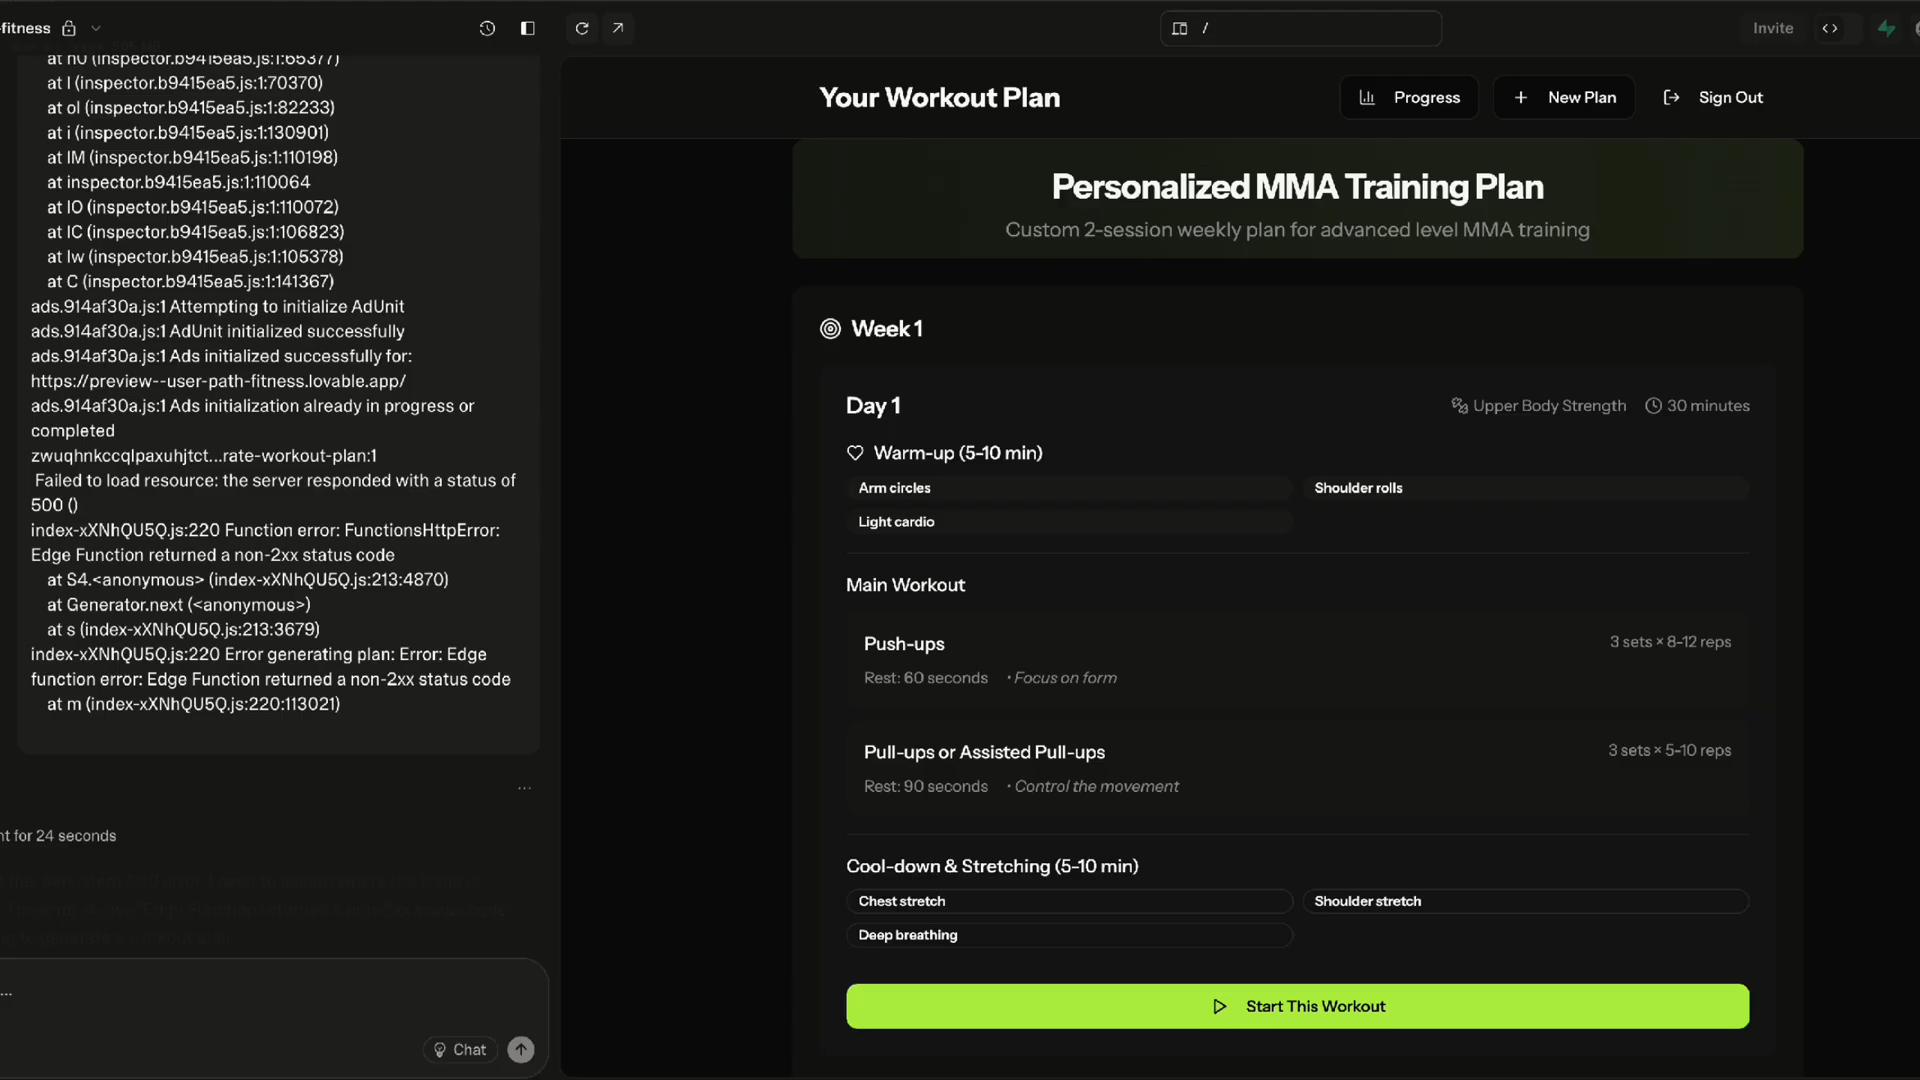 fitness
at n0 (inspector.b9415ea5.js:1:65377)
at l (inspector.b9415ea5.js:1:70370)
at ol (inspector.b9415ea5.js:1:82233)
at i (inspector.b9415ea5.js:1:130901)
at lM (inspector.b9415ea5.js:1:110198)
at inspector.b9415ea5.js:1:110064
at lO (inspector.b9415ea5.js:1:110072)
at lC (inspector.b9415ea5.js:1:106823)
at lw (inspector.b9415ea5.js:1:105378)
at C (inspector.b9415ea5.js:1:141367)
ads.914af30a.js:1 Attempting to initialize AdUnit
ads.914af30a.js:1 AdUnit initialized successfully
ads.914af30a.js:1 Ads initialized successfully for:
https://preview--user-path-fitness.lovable.app/
ads.914af30a.js:1 Ads initialization already in progress or
completed
zwuqhnkccqlpaxuhjtct...rate-workout-plan:1
Failed to load resource: the server responded with a status of
500 ()
index-xXNhQU5Q.js:220 Function error: FunctionsHttpError:
Edge Function returned a non-2xx status code
at S4.<anonymous> (index-xXNhQU5Q.js:213:4870)
at Generator.next (<anonymous>)
at s (index-xXNhQU5Q.js:213:3679)
index-xXNhQU5Q.js:220 Error generating plan: Error: Edge
function error: Edge Function returned a non-2xx status code
at m (index-xXNhQU5Q.js:220:113021)
...
nt for 24 seconds
...
Chat
/
Invite
Your Workout Plan
Progress
New Plan
Sign Out
Personalized MMA Training Plan
Custom 2-session weekly plan for advanced level MMA training
Week 1
Day 1
Upper Body Strength
30 minutes
Warm-up (5-10 min)
Arm circles
Shoulder rolls
Light cardio
Main Workout
Push-ups
3 sets × 8-12 reps
Rest: 60 seconds • Focus on form
Pull-ups or Assisted Pull-ups
3 sets × 5-10 reps
Rest: 90 seconds • Control the movement
Cool-down & Stretching (5-10 min)
Chest stretch
Shoulder stretch
Deep breathing
Start This Workout